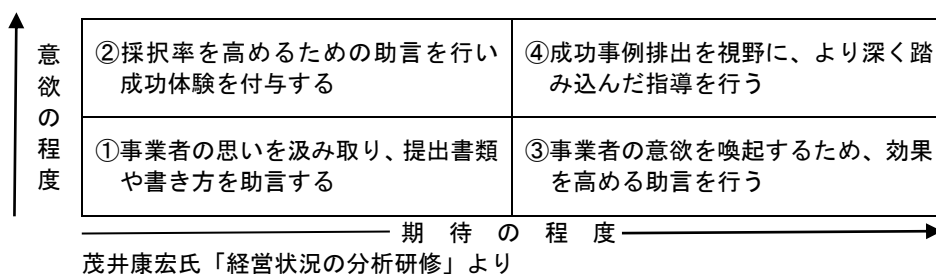 意欲の程度
②採択率を高めるための助言を行い
成功体験を付与する
④成功事例排出を視野に、より深く踏
み込んだ指導を行う
①事業者の思いを汲み取り、提出書類
や書き方を助言する
③事業者の意欲を喚起するため、効果
を高める助言を行う
期待の程度
茂井康宏氏「経営状況の分析研修」より